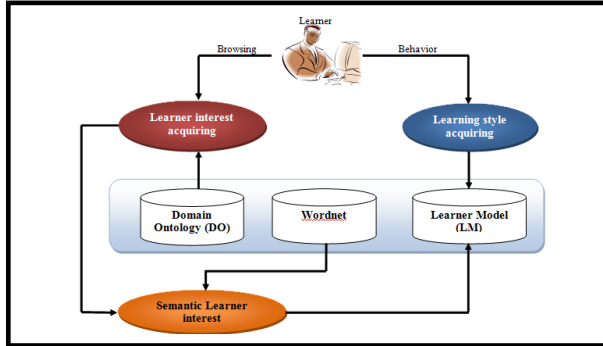 Learner
Browsing
Behavior
Learner interest
acquiring
Learning style
acquiring
Domain
Ontology (DO)
Wordnet
Learner Model
(LM)
Semantic Learner
interest